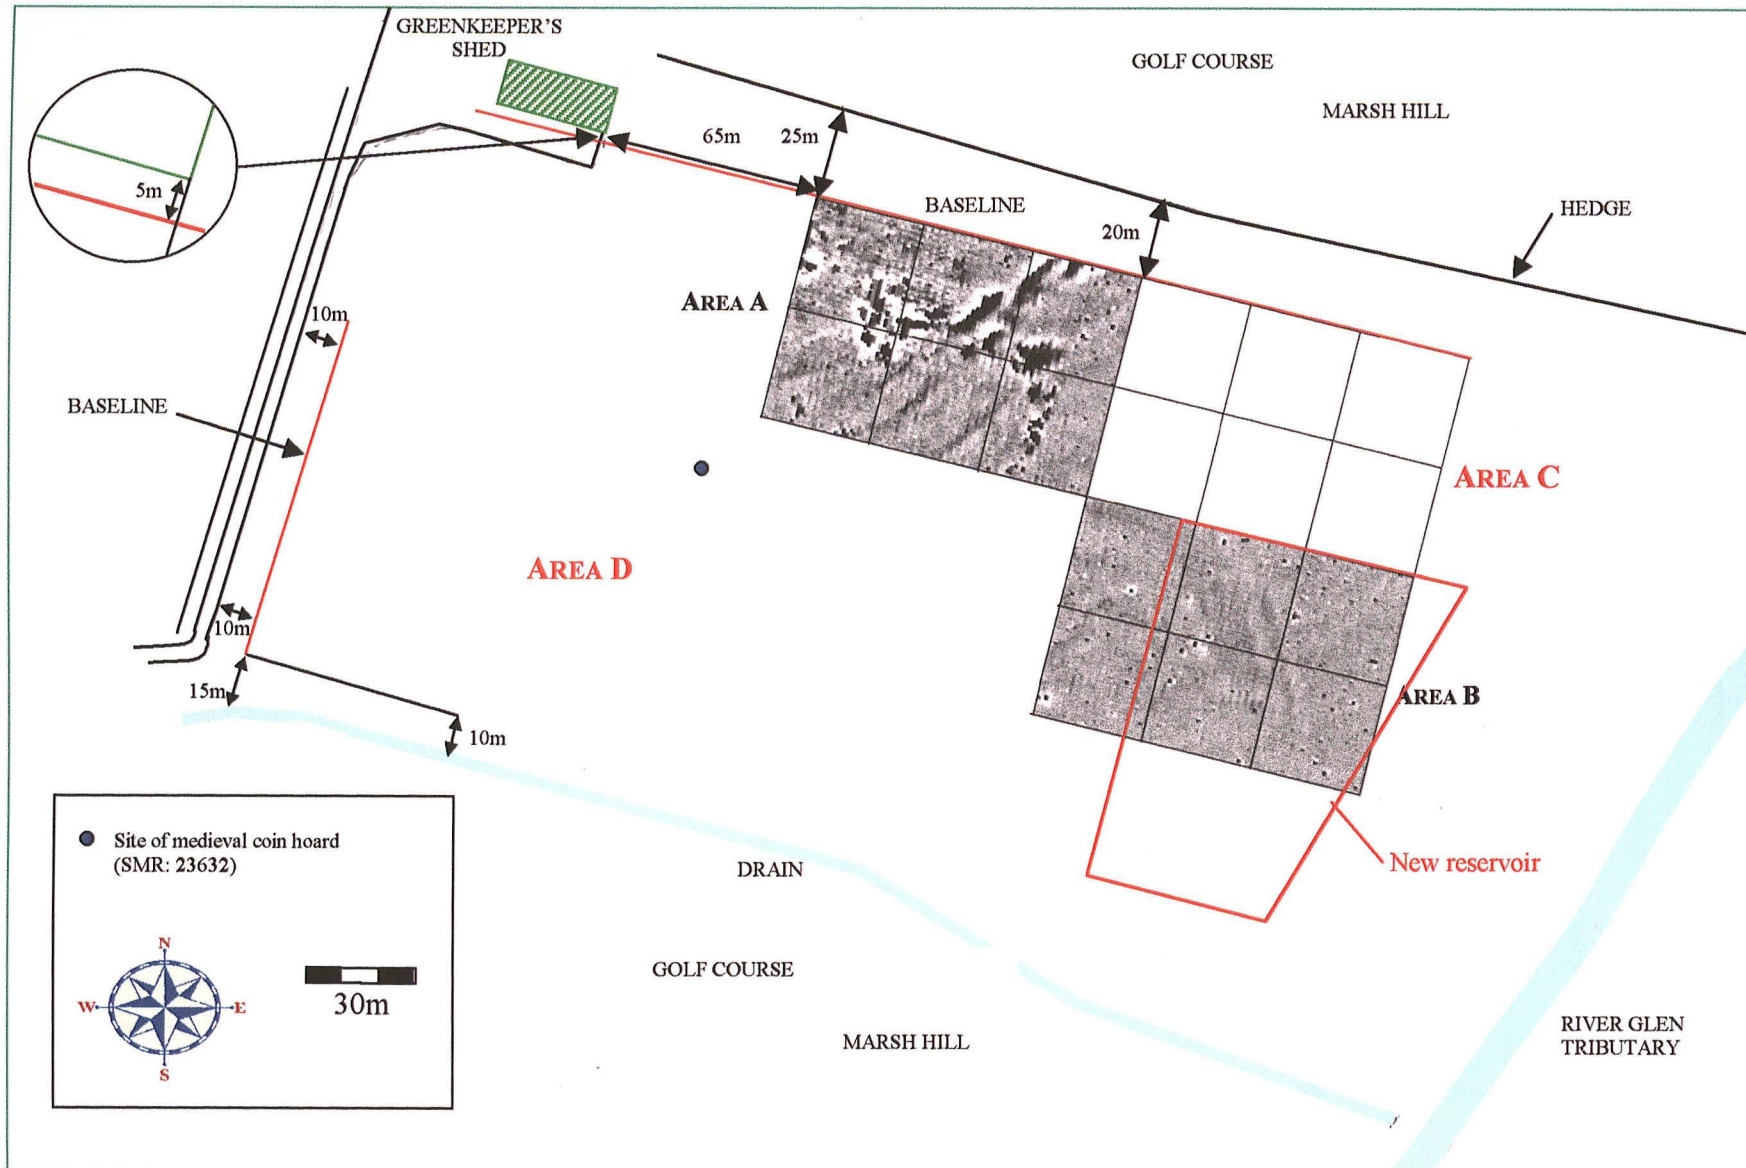 GREENKEEPER'S
SHED
GOLF COURSE
MARSH HILL
65m
25m
5m
BASELINE
HEDGE
20m
AREA A
10m
BASELINE
AREA C
AREA D
10m
15m
AREA B
10m
Site of medieval coin hoard
(SMR: 23632)
DRAIN
New reservoir
N
W
E
S
30m
GOLF COURSE
MARSH HILL
RIVER GLEN
TRIBUTARY